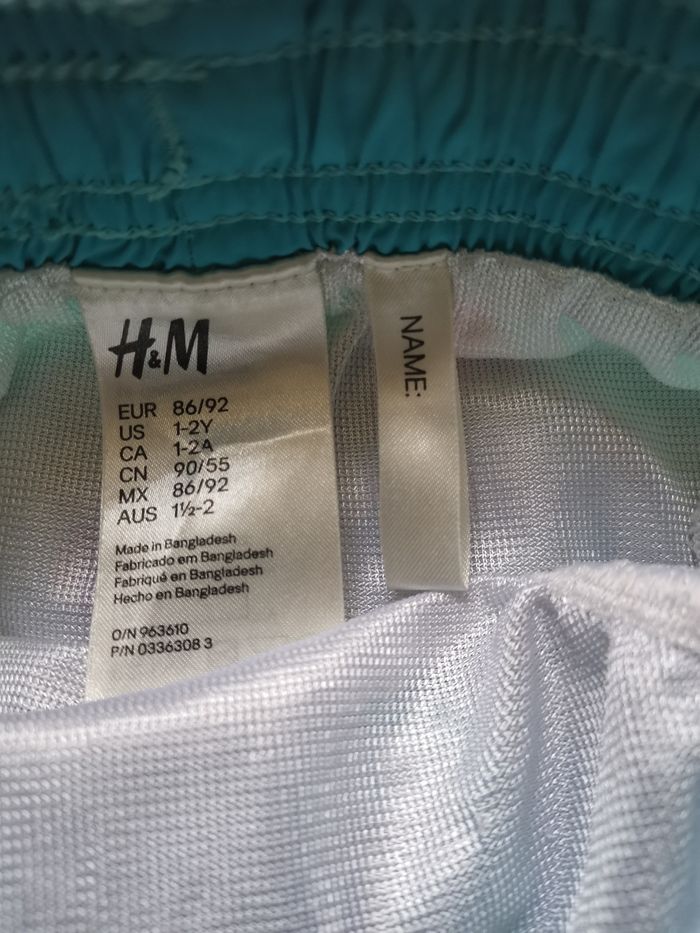 H&M
EUR 86/92
US 1-2Y
CA 1-2A
CN 90/55
MX 86/92
AUS 1½-2
Made in Bangladesh
Fabricado em Bangladesh
Fabriqué en Bangladesh
Hecho en Bangladesh
O/N 963610
P/N 0336308 3
NAME: